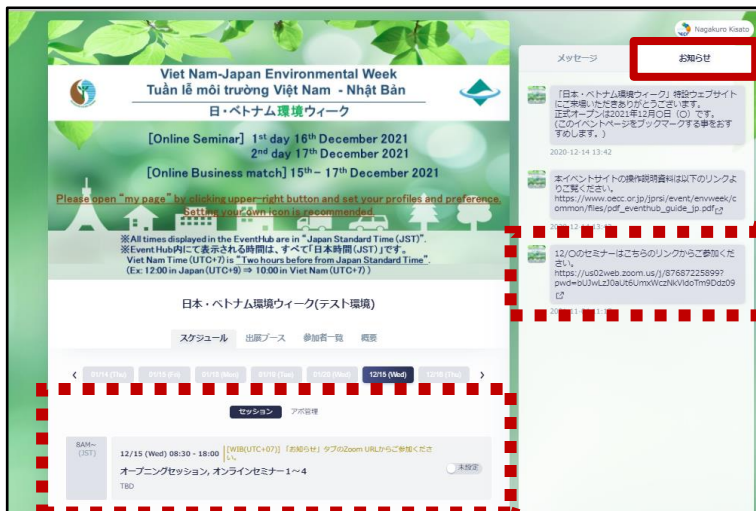 Nagakuro Kisato
メッセージ
お知らせ
Viet Nam-Japan Environmental Week
Tuần lễ môi trường Việt Nam - Nhật Bản
日・ベトナム環境ウィーク
[Online Seminar] 1st day 16th December 2021
2nd day 17th December 2021
[Online Business match] 15th – 17th December 2021
Please open "my page" by clicking upper-right button and set your profiles and preference.
Setting your own icon is recommended.
※All times displayed in the EventHub are in "Japan Standard Time (JST)".
※EventHub内にて表示される時間は、すべて「日本時間(JST)」です。
Viet Nam Time (UTC+7) is "Two hours before from Japan Standard Time".
(Ex: 12:00 in Japan (UTC+9) ⇒ 10:00 in Viet Nam (UTC+7) )
日本・ベトナム環境ウィーク(テスト環境)
スケジュール 出展ブース 参加者一覧 概要
12/15 (Wed)
セッション アポ管理
8AM~
(JST)
12/15 (Wed) 08:30 - 18:00
[WIB(UTC+07)] 「お知らせ」タブのZoom URLからご参加くださ
い。
オープニングセッション, オンラインセミナー1~4
未設定
TBD
「日本・ベトナム環境ウィーク」特設ウェブサイト
にご来場いただきありがとうございます。
正式オープンは2021年12月〇日（〇）です。
(このイベントページをブックマークする事をおす
すめします。)
2020-12-14 13:42
本イベントサイトの操作説明資料は以下のリンクよ
りご覧ください。
https://www.oecc.or.jp/jprsi/event/envweek/c
ommon/files/pdf_eventhub_guide_jp.pdf
12/〇のセミナーはこちらのリンクからご参加くだ
さい。
https://us02web.zoom.us/j/87687225899?
pwd=bUJwLzJ0aUt6UmxWczNkVldoTm9Ddz09